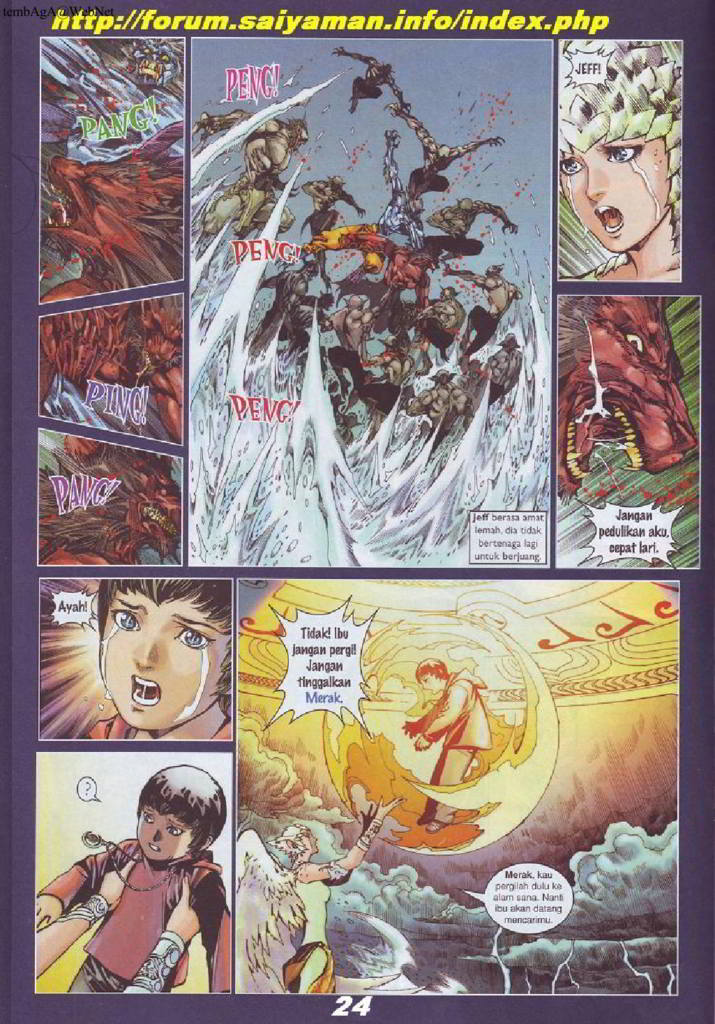 tembAgA@WebNet
http://forum.saiyaman.info/index.php
PANG!
PENG!
PENG!
PENG!
Jeff berasa amat
lemah, dia tidak
bertenaga lagi
untuk berjuang.
JEFF!
PING!
PANG!
Jangan
pedulikan aku,
cepat lari.
Ayah!
Tidak! Ibu
jangan pergi!
Jangan
tinggalkan
Merak.
?
Merak, kau
pergilah dulu ke
alam sana. Nanti
ibu akan datang
mencarimu.
24